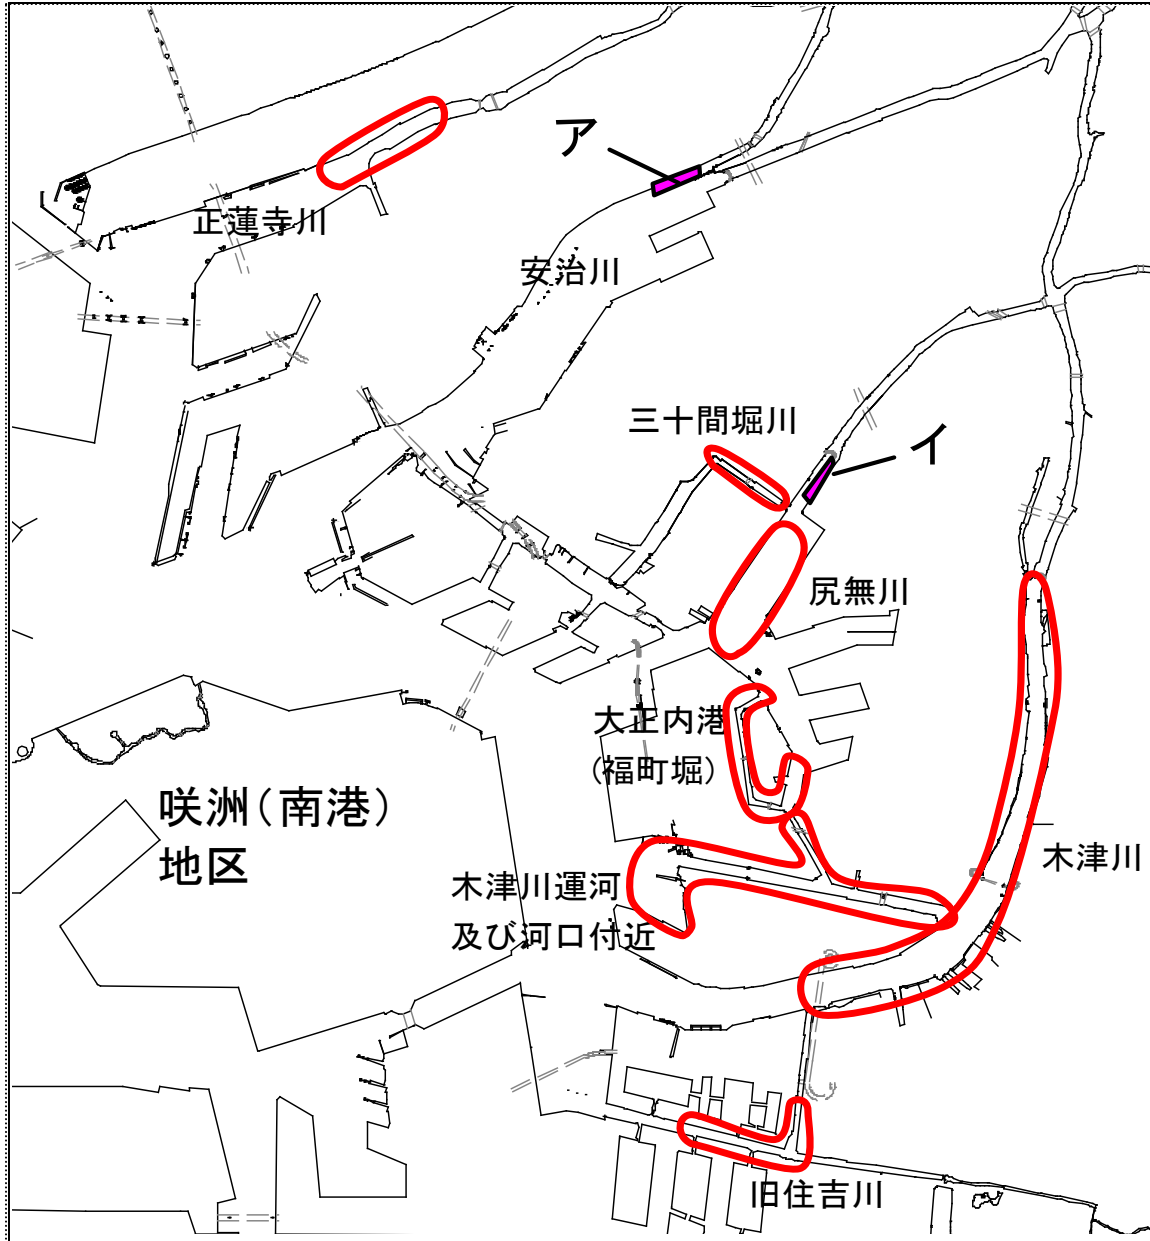 ア
正蓮寺川
安治川
三十間堀川
イ
尻無川
大正内港
(福町堀)
咲洲(南港)
地区
木津川
木津川運河
及び河口付近
旧住吉川